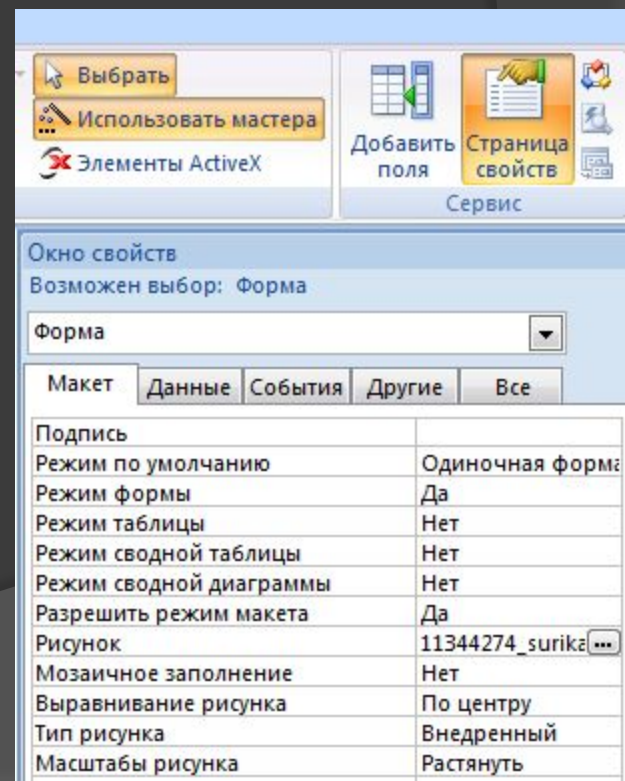 Выбрать
Использовать мастера
Элементы ActiveX
Добавить поля
Страница свойств
Сервис
Окно свойств
Возможен выбор: Форма
Форма
Макет Данные События Другие Все
Подпись
Режим по умолчанию Одиночная форма
Режим формы Да
Режим таблицы Нет
Режим сводной таблицы Нет
Режим сводной диаграммы Нет
Разрешить режим макета Да
Рисунок 11344274_surika ...
Мозаичное заполнение Нет
Выравнивание рисунка По центру
Тип рисунка Внедренный
Масштабы рисунка Растянуть